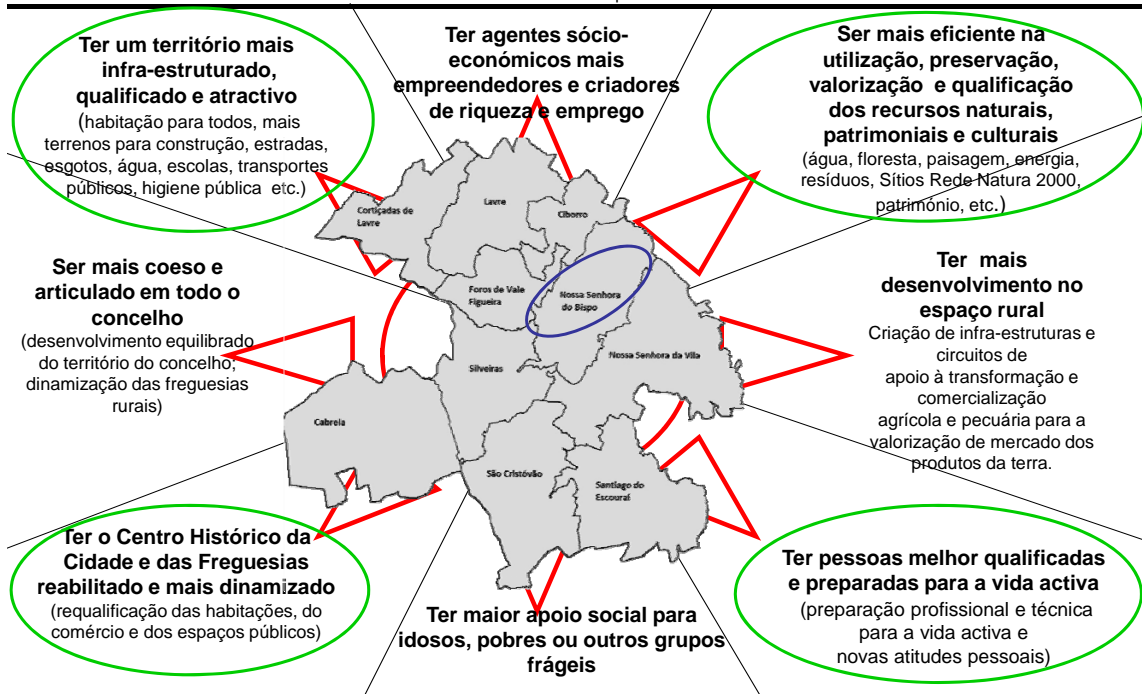 Ter um território mais
infra-estruturado,
qualificado e atractivo
(habitação para todos, mais
terrenos para construção, estradas,
esgotos, água, escolas, transportes
públicos, higiene pública etc.)
Ter agentes sócio-
económicos mais
empreendedores e criadores
de riqueza e emprego
Ser mais eficiente na
utilização, preservação,
valorização e qualificação
dos recursos naturais,
patrimoniais e culturais
(água, floresta, paisagem, energia,
resíduos, Sítios Rede Natura 2000,
património, etc.)
Ser mais coeso e
articulado em todo o
concelho
(desenvolvimento equilibrado
do território do concelho;
dinamização das freguesias
rurais)
Cortiçadas de
Lavre
Lavre
Ciborro
Foros de Vale
Figueira
Nossa Senhora
do Bispo
Nossa Senhora da Vila
Silveiras
Cabrela
São Cristóvão
Santiago do
Escoural
Ter mais
desenvolvimento no
espaço rural
Criação de infra-estruturas e
circuitos de
apoio à transformação e
comercialização
agrícola e pecuária para a
valorização de mercado dos
produtos da terra.
Ter o Centro Histórico da
Cidade e das Freguesias
reabilitado e mais dinamizado
(requalificação das habitações, do
comércio e dos espaços públicos)
Ter maior apoio social para
idosos, pobres ou outros grupos
frágeis
Ter pessoas melhor qualificadas
e preparadas para a vida activa
(preparação profissional e técnica
para a vida activa e
novas atitudes pessoais)